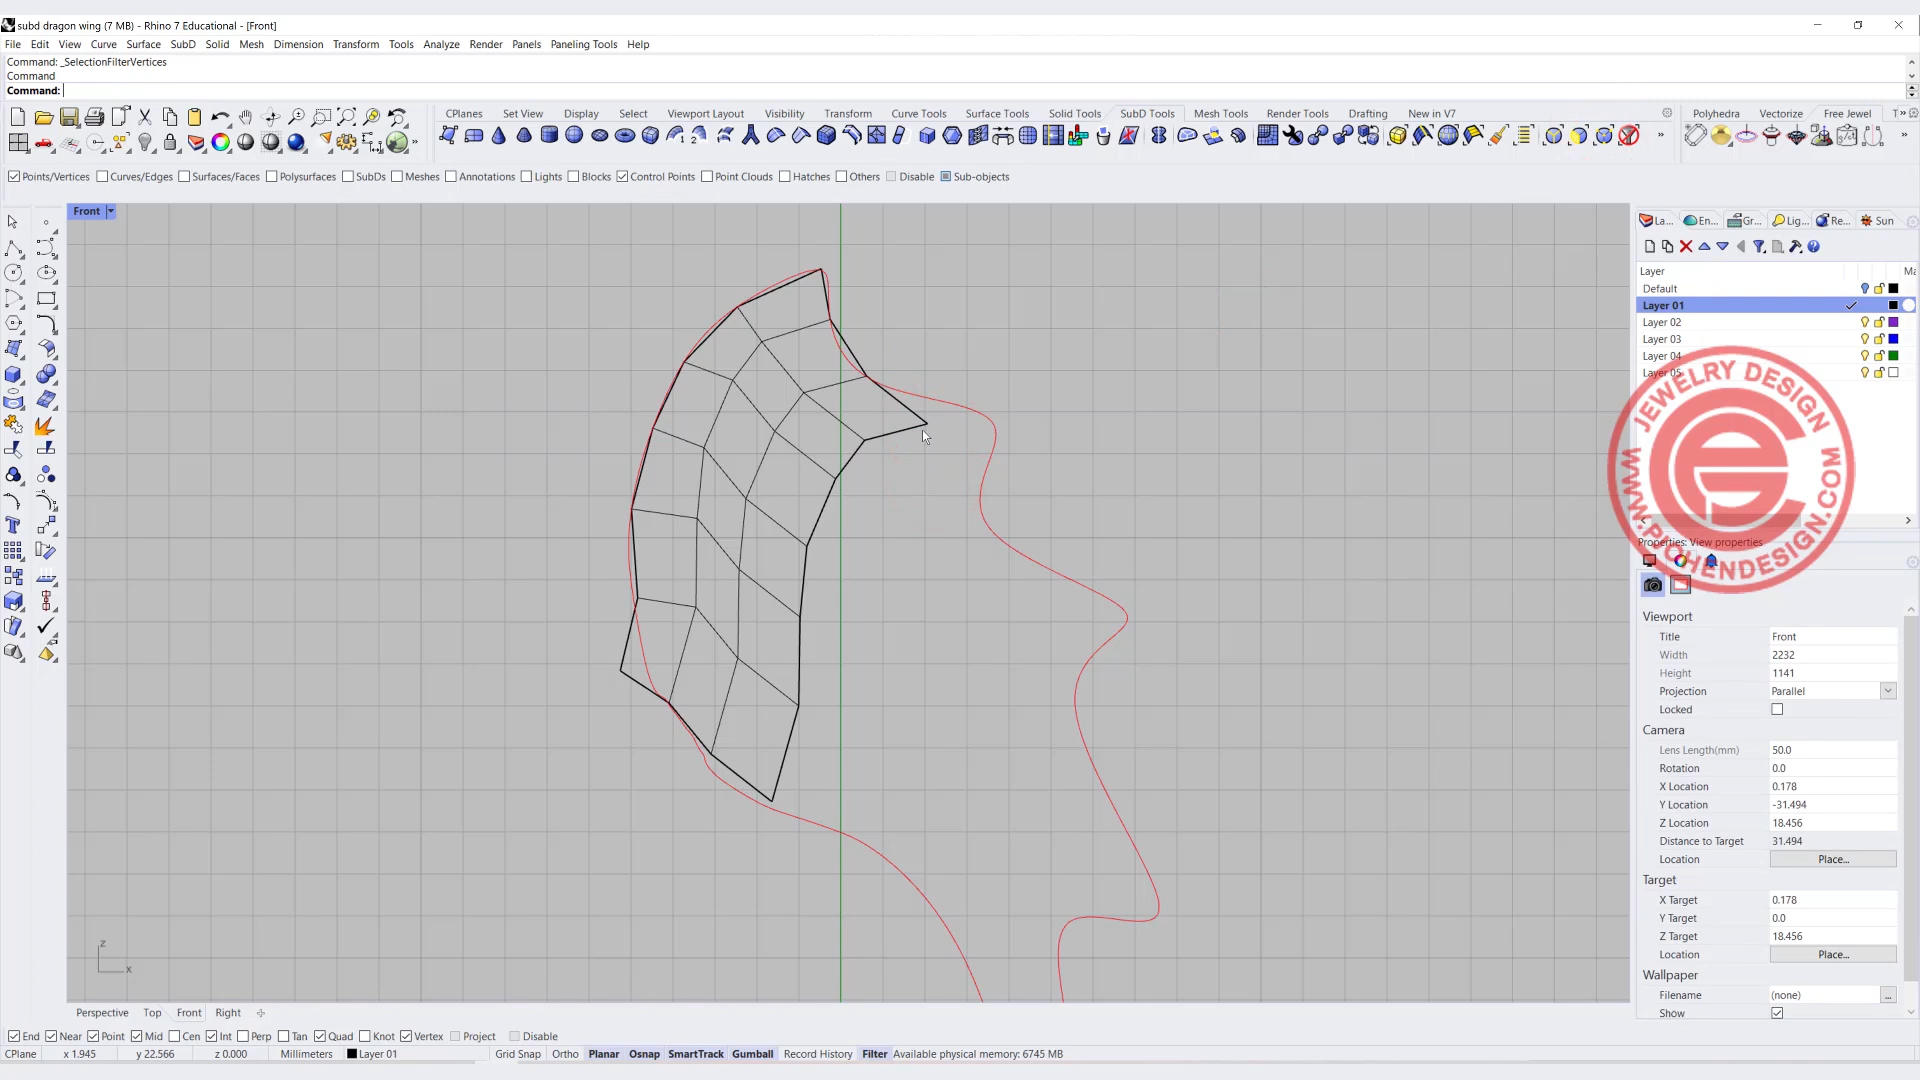 subd dragon wing (7 MB) - Rhino 7 Educational - [Front]
File Edit View Curve Surface SubD Solid Mesh Dimension Transform Tools Analyze Render Panels Paneling Tools Help
Command: _SelectionFilterVertices
Command
Command:
CPlanes Set View Display Select Viewport Layout Visibility Transform Curve Tools Surface Tools Solid Tools SubD Tools Mesh Tools Render Tools Drafting New in V7
Polyhedra Vectorize Free Jewel T
Points/Vertices Curves/Edges Surfaces/Faces Polysurfaces SubDs Meshes Annotations Lights Blocks Control Points Point Clouds Hatches Others Disable Sub-objects
Front
La... En... Gr... Lig... Re... Sun
Layer Ma
Default
Layer 01
Layer 02
Layer 03
Layer 04
Layer 05
JEWELRY DESIGN
WWW.PJCHENDESIGN.COM
Properties: View properties
Viewport
Title Front
Width 2232
Height 1141
Projection Parallel
Locked
Camera
Lens Length(mm) 50.0
Rotation 0.0
X Location 0.178
Y Location -31.494
Z Location 18.456
Distance to Target 31.494
Location Place...
Target
X Target 0.178
Y Target 0.0
Z Target 18.456
Location Place...
Wallpaper
Filename (none) ...
Show
z
x
Perspective Top Front Right
End Near Point Mid Cen Int Perp Tan Quad Knot Vertex Project Disable
CPlane x 1.945 y 22.566 z 0.000 Millimeters Layer 01 Grid Snap Ortho Planar Osnap SmartTrack Gumball Record History Filter Available physical memory: 6745 MB